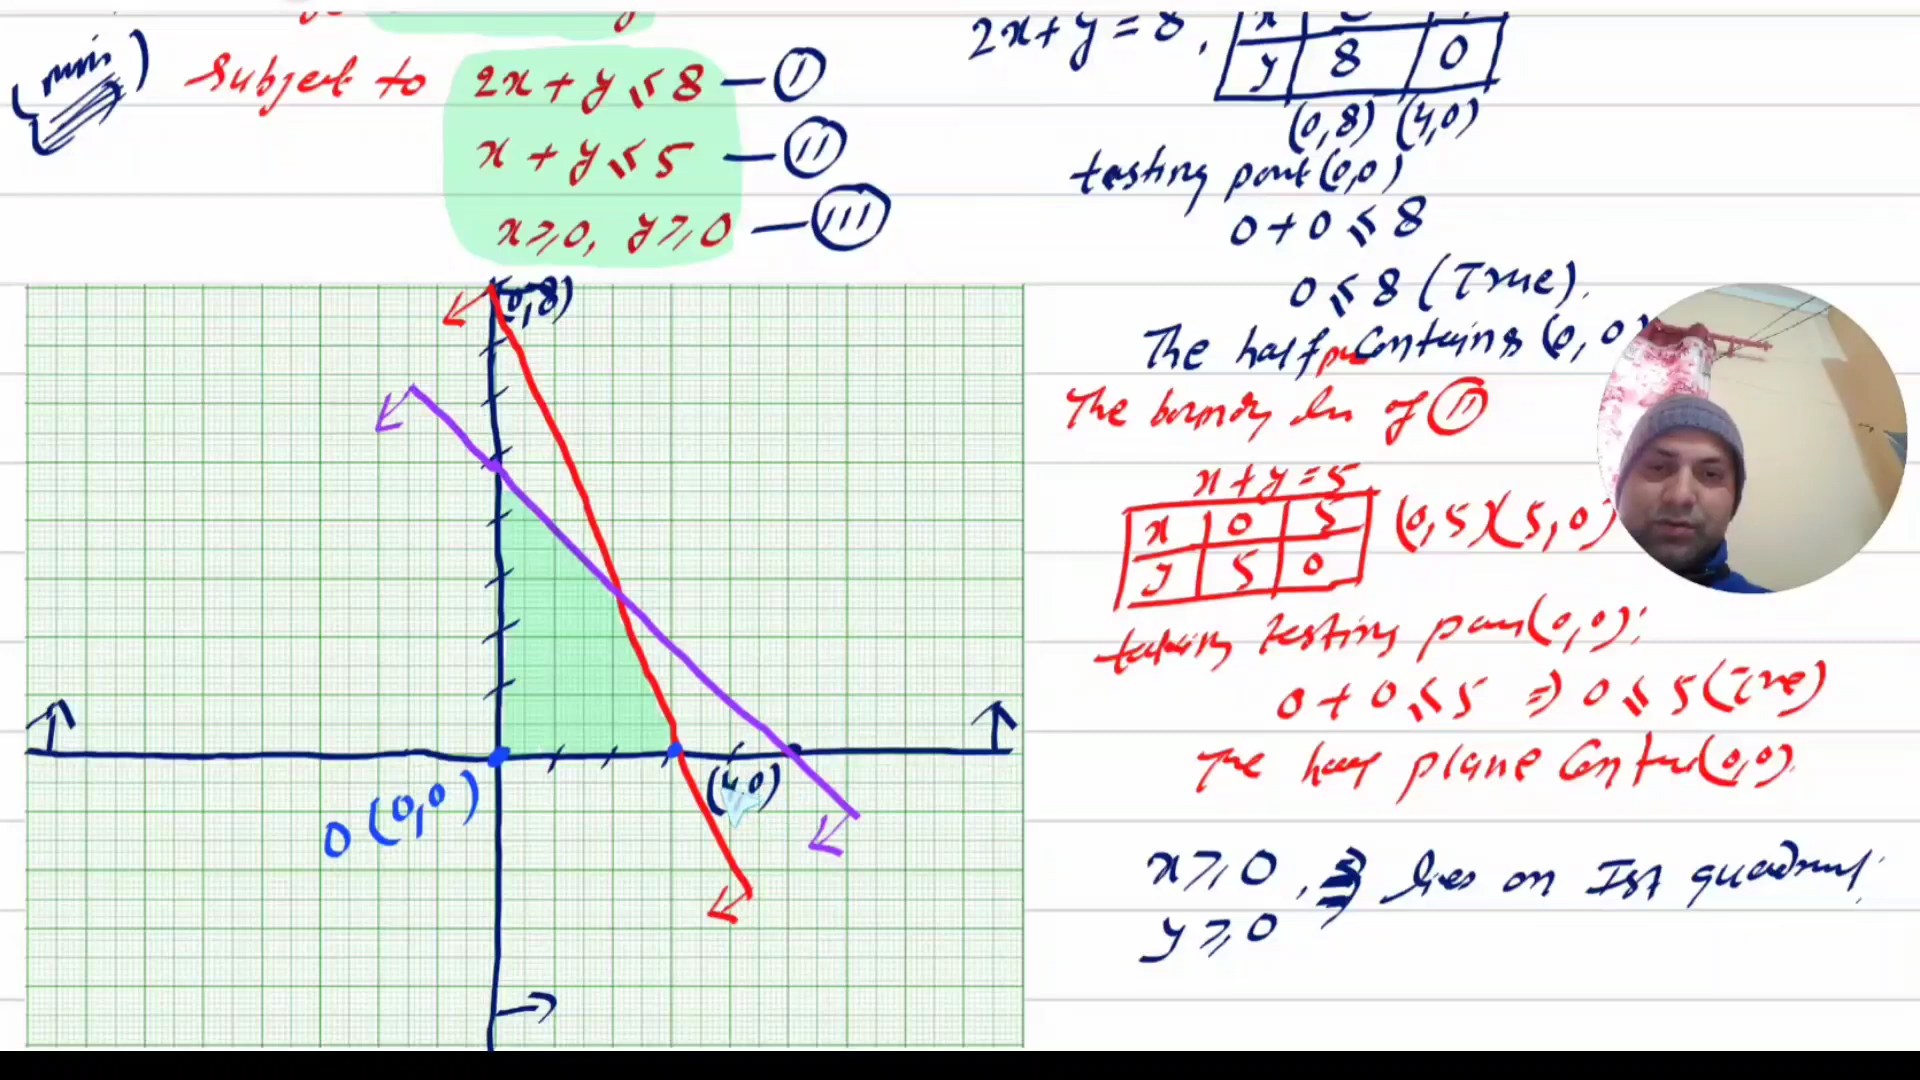 (mini)
Subject to 2x + y ≤ 8 — (I)
x + y ≤ 5 — (II)
x ≥ 0, y ≥ 0 — (III)
(0,8)
(4,0)
O (0,0)
2x + y = 8,
y 8 0
(0,8) (4,0)
testing point (0,0)
0 + 0 ≤ 8
0 ≤ 8 (True).
The half Contains (0, 0)
The boundary line of (II)
x + y = 5
x 0 5 (0,5)(5,0)
y 5 0
taking testing point (0,0):
0 + 0 ≤ 5 ⇒ 0 ≤ 5 (True)
The half plane Contain (0,0).
x ≥ 0, ⇒ lies on Ist quadrant.
y ≥ 0